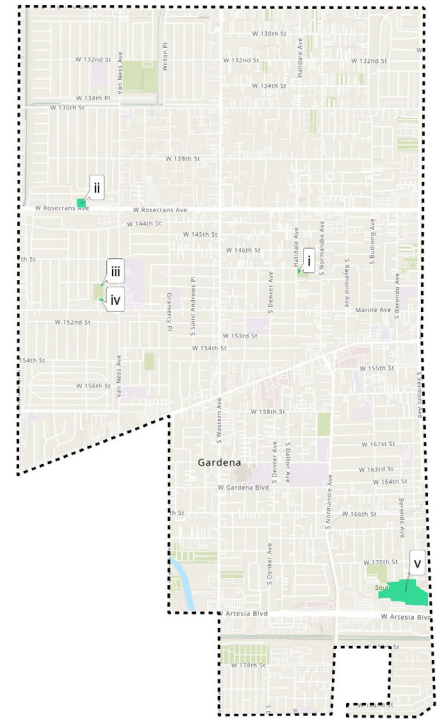 W 130th St
W 132nd St
Van Ness Ave
Wilton Pl
W 132nd St
Halldale Ave
W 132nd St
W 134th St
W 134th Pl
W 135th St
W 139th St
ii
W Rosecrans Ave
W Rosecrans Ave
W 144th St
W 145th St
W 146th St
Halldale Ave
S Normandie Ave
S Budlong Ave
i
iii
iv
S Denker Ave
S Raymond Ave
S Berendo Ave
Gramercy Pl
S Saint Andrews Pl
Marine Ave
W 152nd St
W 153rd St
W 154th St
154th St
Van Ness Ave
W 155th St
W 156th St
S Vermont Ave
S Western Ave
W 158th St
W 161st St
S Denker Ave
S Dalton Ave
Gardena
W 163rd St
W 164th St
W Gardena Blvd
S Normandie Ave
Berendo Ave
W 166th St
th St
S Denker Ave
v
W 170th St
Sou
W Artesia Blvd
W Artesia Blvd
W 178th St